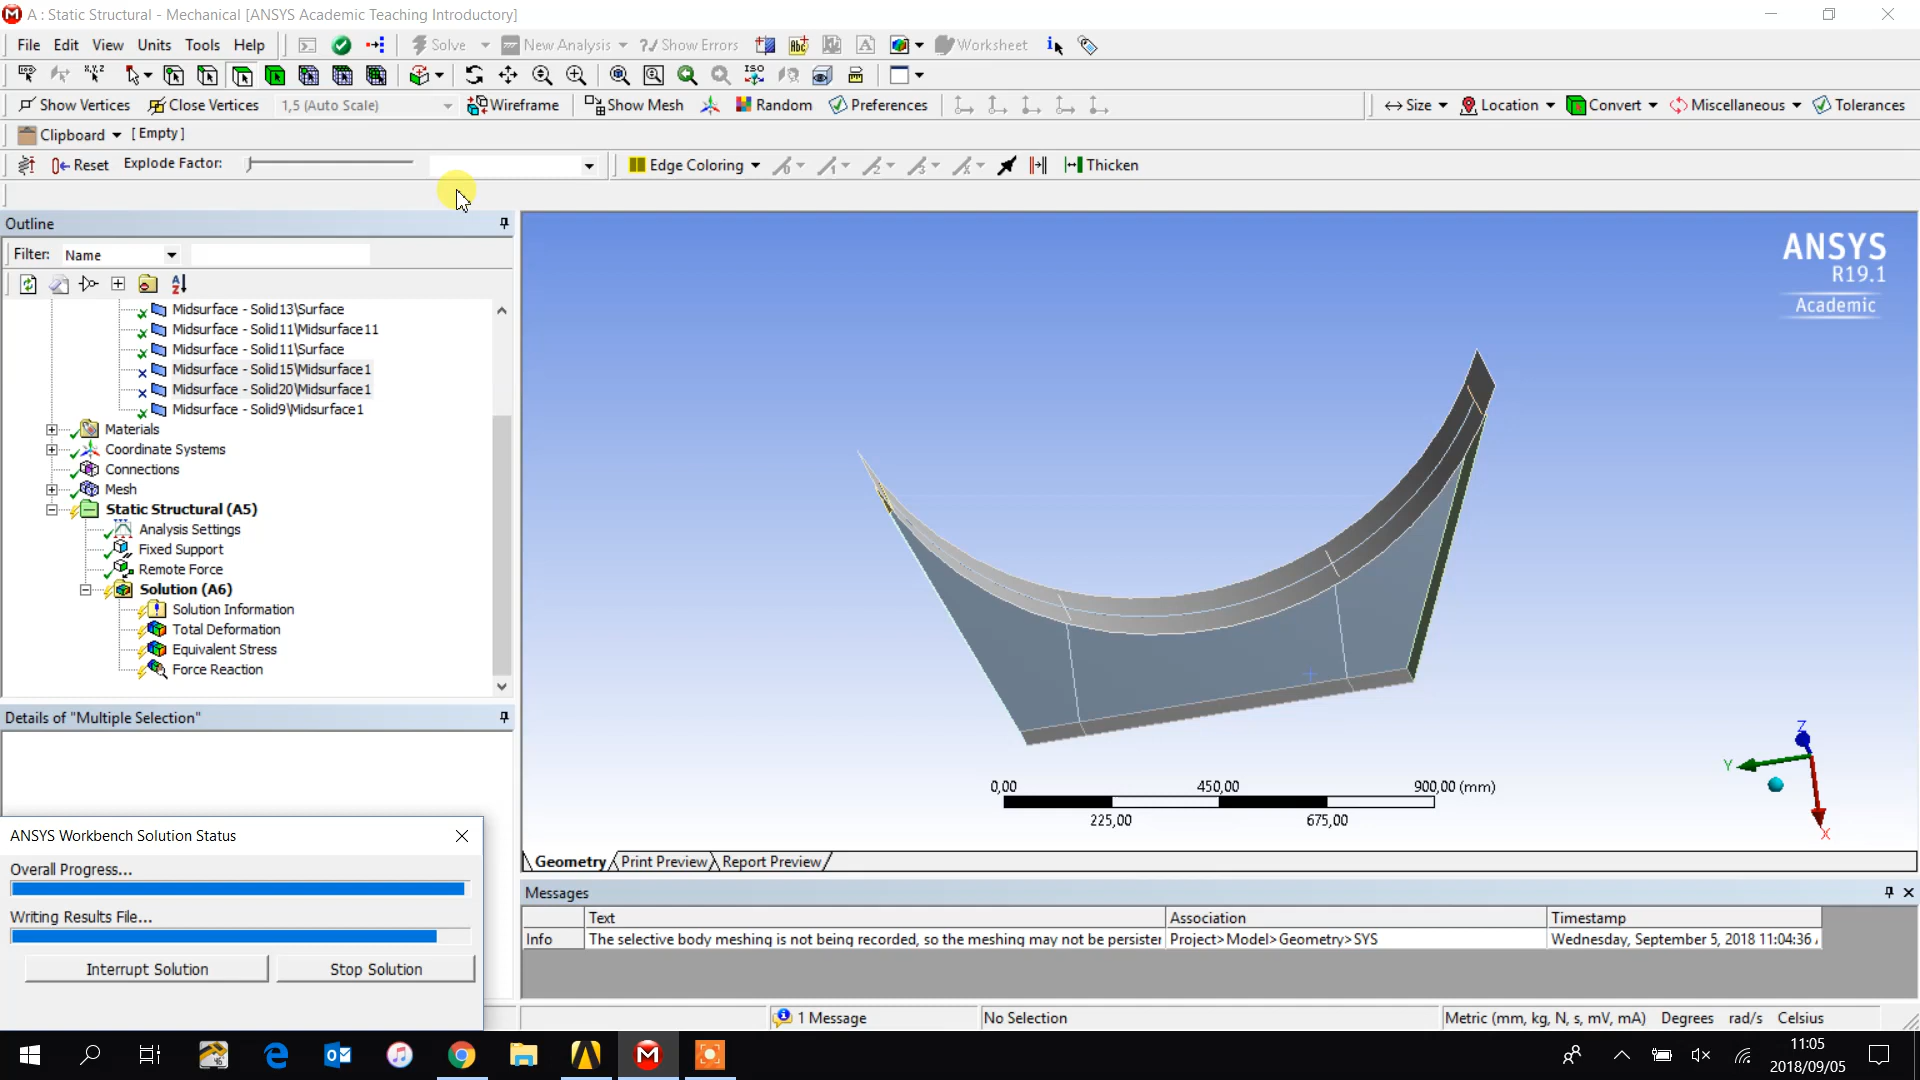 A : Static Structural - Mechanical [ANSYS Academic Teaching Introductory]
File Edit View Units Tools Help Solve New Analysis ?/ Show Errors Worksheet
Show Vertices Close Vertices 1,5 (Auto Scale) Wireframe Show Mesh Random Preferences Size Location Convert Miscellaneous Tolerances
Clipboard [ Empty ]
Reset Explode Factor: Edge Coloring Thicken
Outline
Filter: Name
Midsurface - Solid13\Surface
Midsurface - Solid11\Midsurface11
Midsurface - Solid11\Surface
Midsurface - Solid15\Midsurface1
Midsurface - Solid20\Midsurface1
Midsurface - Solid9\Midsurface1
Materials
Coordinate Systems
Connections
Mesh
Static Structural (A5)
Analysis Settings
Fixed Support
Remote Force
Solution (A6)
Solution Information
Total Deformation
Equivalent Stress
Force Reaction
Details of "Multiple Selection"
ANSYS Workbench Solution Status
Overall Progress...
Writing Results File...
Interrupt Solution Stop Solution
ANSYS
R19.1
Academic
Z
Y
X
0,00 450,00 900,00 (mm)
225,00 675,00
Geometry Print Preview Report Preview
Messages
Text Association Timestamp
Info The selective body meshing is not being recorded, so the meshing may not be persister Project>Model>Geometry>SYS Wednesday, September 5, 2018 11:04:36
1 Message No Selection Metric (mm, kg, N, s, mV, mA) Degrees rad/s Celsius
11:05
2018/09/05